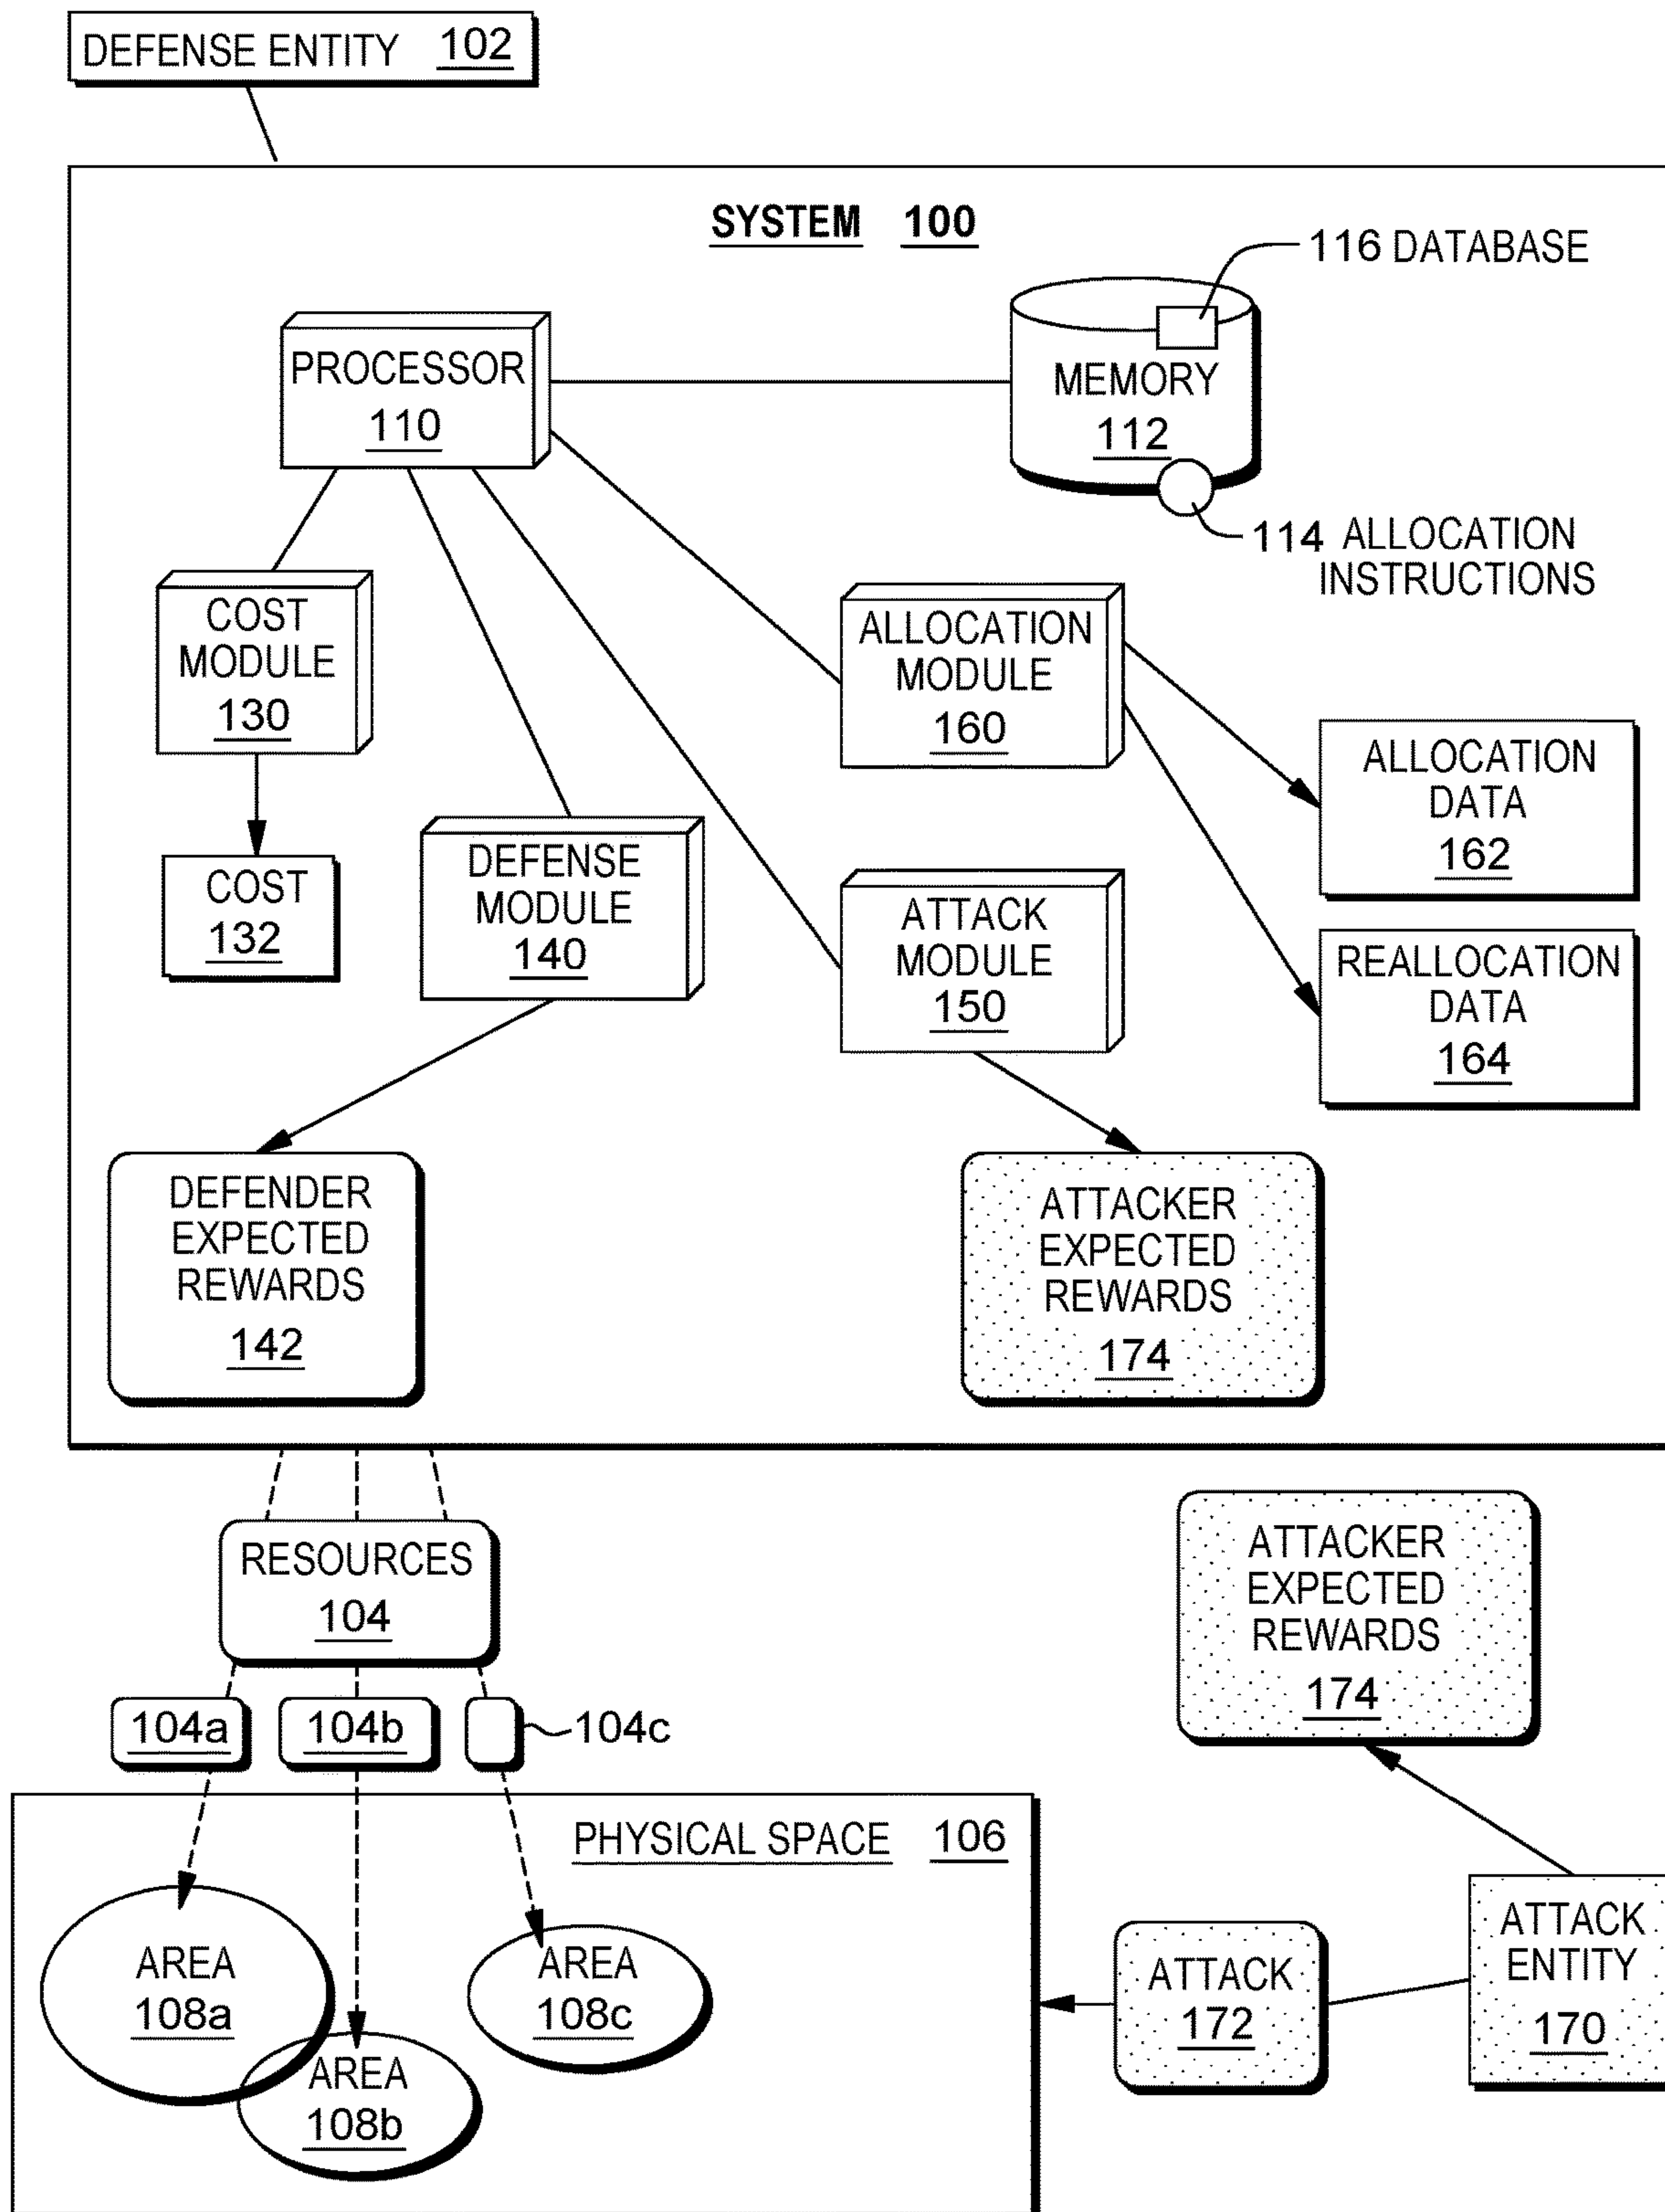 DEFENSE ENTITY 102
SYSTEM 100
116 DATABASE
PROCESSOR
110
MEMORY
112
114 ALLOCATION
INSTRUCTIONS
COST
MODULE
130
ALLOCATION
MODULE
160
COST
132
DEFENSE
MODULE
140
ATTACK
MODULE
150
ALLOCATION
DATA
162
REALLOCATION
DATA
164
DEFENDER
EXPECTED
REWARDS
142
ATTACKER
EXPECTED
REWARDS
174
RESOURCES
104
104a
104b
104c
ATTACKER
EXPECTED
REWARDS
174
PHYSICAL SPACE 106
AREA
108a
AREA
108b
AREA
108c
ATTACK
172
ATTACK
ENTITY
170